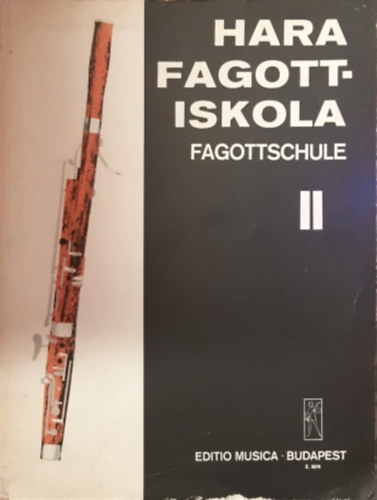 HARA
FAGOTT-
ISKOLA
FAGOTTSCHULE
II
EDITIO MUSICA · BUDAPEST